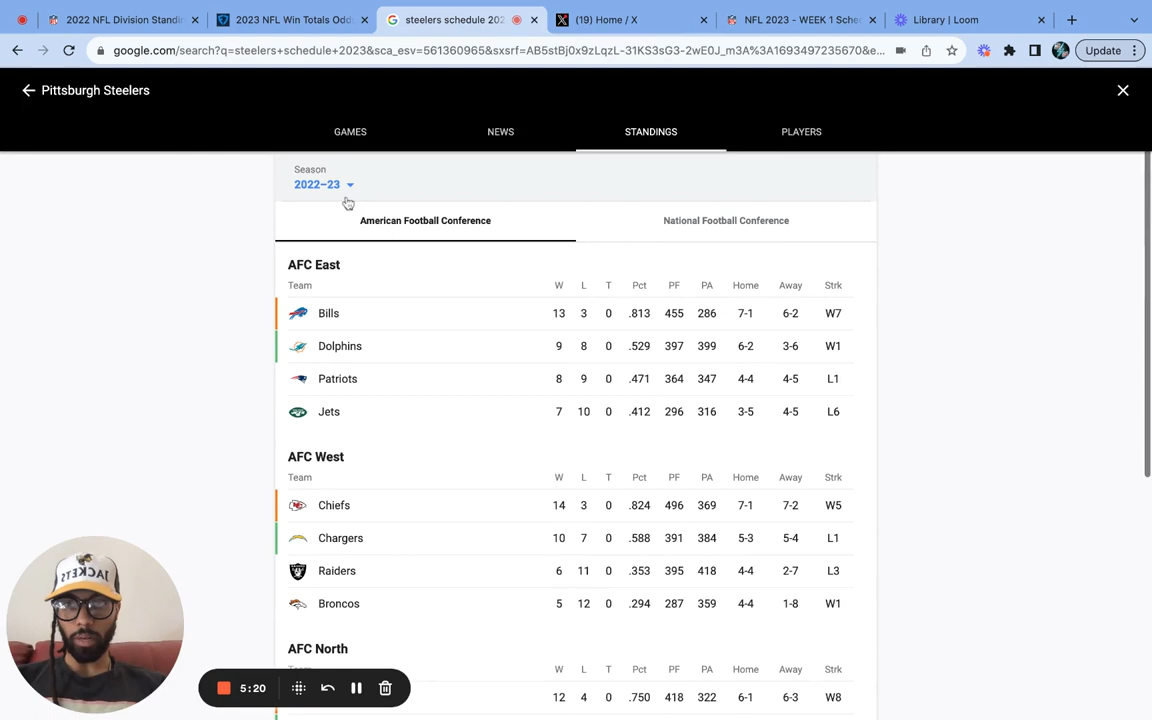 2022 NFL Division Standi
2023 NFL Win Totals Odd
steelers schedule 202
(19) Home / X
NFL 2023 - WEEK 1 Sche
Library | Loom
google.com/search?q=steelers+schedule+2023&sca_esv=561360965&sxsrf=AB5stBj0x9zLqzL-31KS3sG3-2wE0J_m3A%3A1693497235670&e...
Update
Pittsburgh Steelers
GAMES NEWS STANDINGS PLAYERS
Season
2022–23
American Football Conference National Football Conference
AFC East
Team W L T Pct PF PA Home Away Strk
Bills 13 3 0 .813 455 286 7-1 6-2 W7
Dolphins 9 8 0 .529 397 399 6-2 3-6 W1
Patriots 8 9 0 .471 364 347 4-4 4-5 L1
Jets 7 10 0 .412 296 316 3-5 4-5 L6
AFC West
Team W L T Pct PF PA Home Away Strk
Chiefs 14 3 0 .824 496 369 7-1 7-2 W5
Chargers 10 7 0 .588 391 384 5-3 5-4 L1
Raiders 6 11 0 .353 395 418 4-4 2-7 L3
Broncos 5 12 0 .294 287 359 4-4 1-8 W1
AFC North
W L T Pct PF PA Home Away Strk
12 4 0 .750 418 322 6-1 6-3 W8
JACKETS
5:20